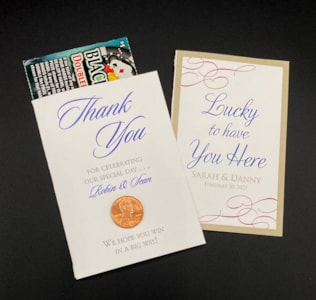 BLAC
DOUBL
Thank
You
FOR CELEBRATING
OUR SPECIAL DAY . . .
Robin & Sean
WE HOPE YOU WIN
IN A BIG WAY!
Lucky
to have
You Here
SARAH & DANNY